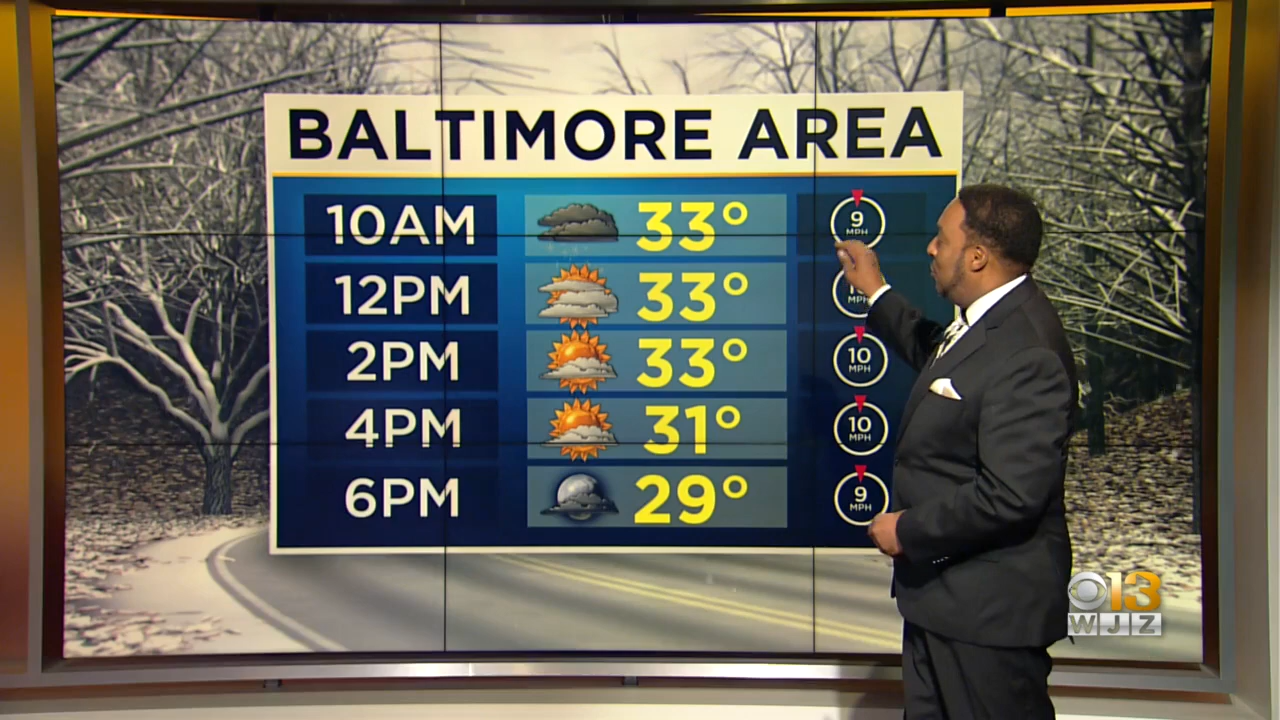 BALTIMORE AREA
10AM 33° 9 MPH
12PM 33° MPH
2PM 33° 10 MPH
4PM 31° 10 MPH
6PM 29° 9 MPH
13
WJZ